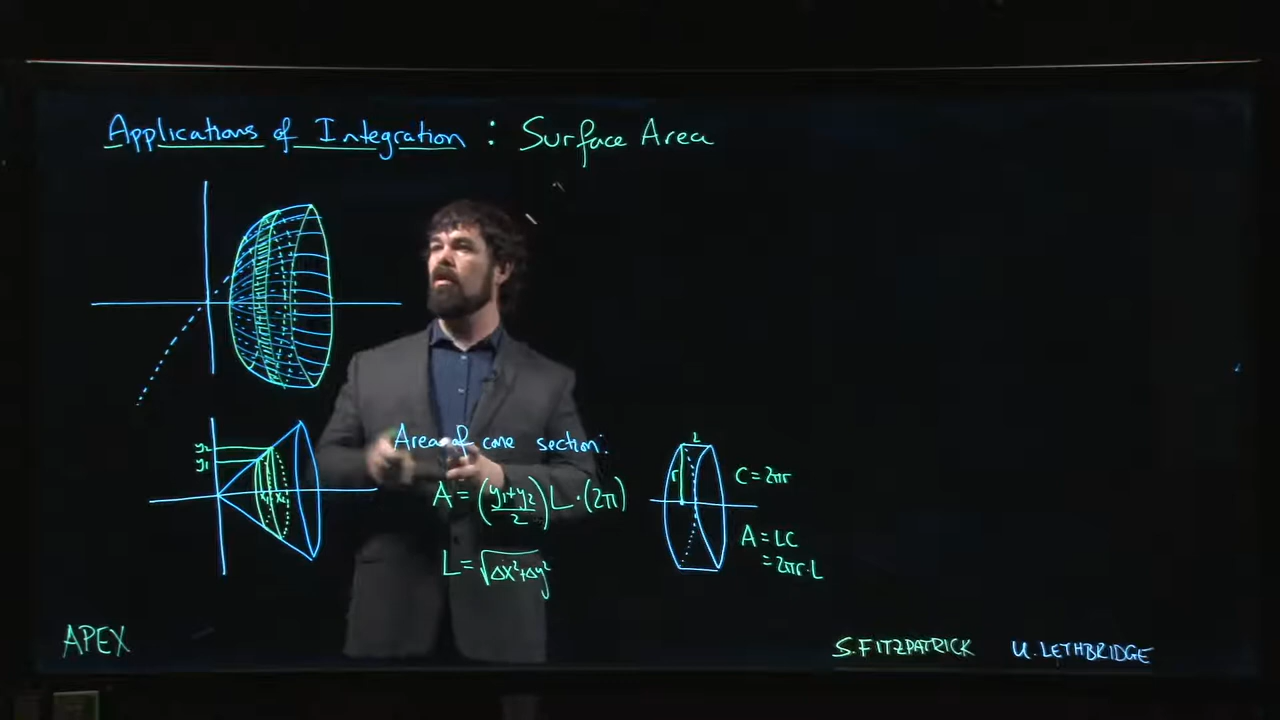 Applications of Integration : Surface Area
y2
y1
x1 x2
Area of cone section:
A = (y1+y2/2) L·(2π)
L = √Δx²+Δy²
L
r
C = 2πr
A = LC
= 2πr·L
APEX
S.FITZPATRICK
U.LETHBRIDGE